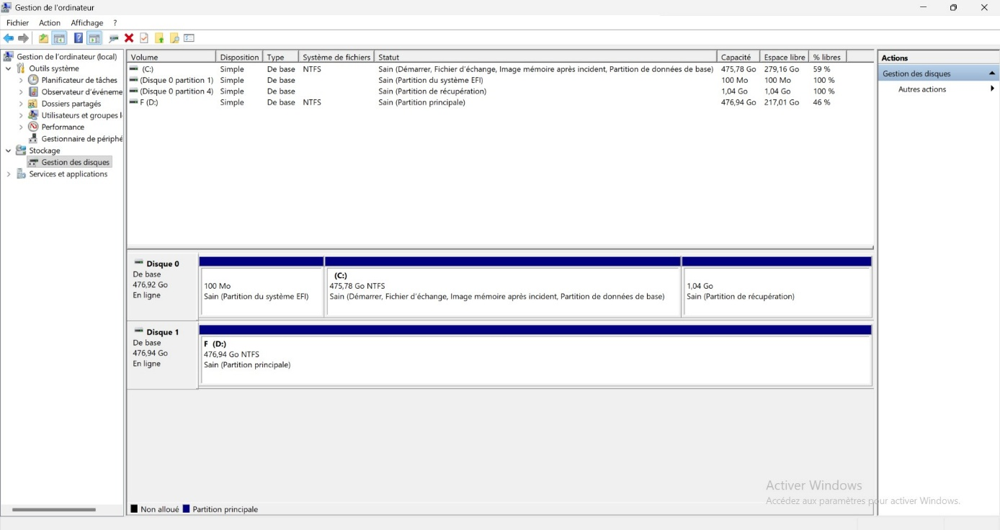 Gestion de l'ordinateur
Fichier Action Affichage ?
Gestion de l'ordinateur (local)
Outils système
Planificateur de tâches
Observateur d'événeme
Dossiers partagés
Utilisateurs et groupes l
Performance
Gestionnaire de périphé
Stockage
Gestion des disques
Services et applications
Volume Disposition Type Système de fichiers Statut Capacité Espace libre % libres
(C:) Simple De base NTFS Sain (Démarrer, Fichier d'échange, Image mémoire après incident, Partition de données de base) 475,78 Go 279,16 Go 59 %
(Disque 0 partition 1) Simple De base Sain (Partition du système EFI) 100 Mo 100 Mo 100 %
(Disque 0 partition 4) Simple De base Sain (Partition de récupération) 1,04 Go 1,04 Go 100 %
F (D:) Simple De base NTFS Sain (Partition principale) 476,94 Go 217,01 Go 46 %
Disque 0
De base
476,92 Go
En ligne
100 Mo
Sain (Partition du système EFI)
(C:)
475,78 Go NTFS
Sain (Démarrer, Fichier d'échange, Image mémoire après incident, Partition de données de base)
1,04 Go
Sain (Partition de récupération)
Disque 1
De base
476,94 Go
En ligne
F (D:)
476,94 Go NTFS
Sain (Partition principale)
Non alloué Partition principale
Actions
Gestion des disques
Autres actions
Activer Windows
Accédez aux paramètres pour activer Windows.